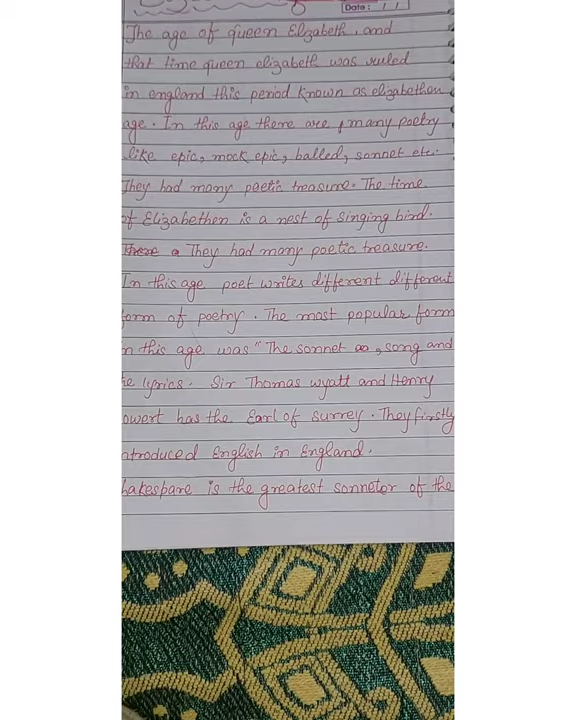 Date: / /
The age of queen Elizabeth, and
that time queen elizabeth was ruled
in england this period known as elizabethen
age. In this age there are many poetry
like epic, mock epic, balled, sonnet etc.
They had many poetic treasure. The time
of Elizabethen is a nest of singing bird.
They had many poetic treasure.
In this age poet writes different different
form of poetry. The most popular form
in this age was "The sonnet, song and
he lyrics. Sir Thomas wyatt and Henry
owert has the Earl of surrey. They firstly
ntroduced English in England.
hakespare is the greatest sonnetor of the